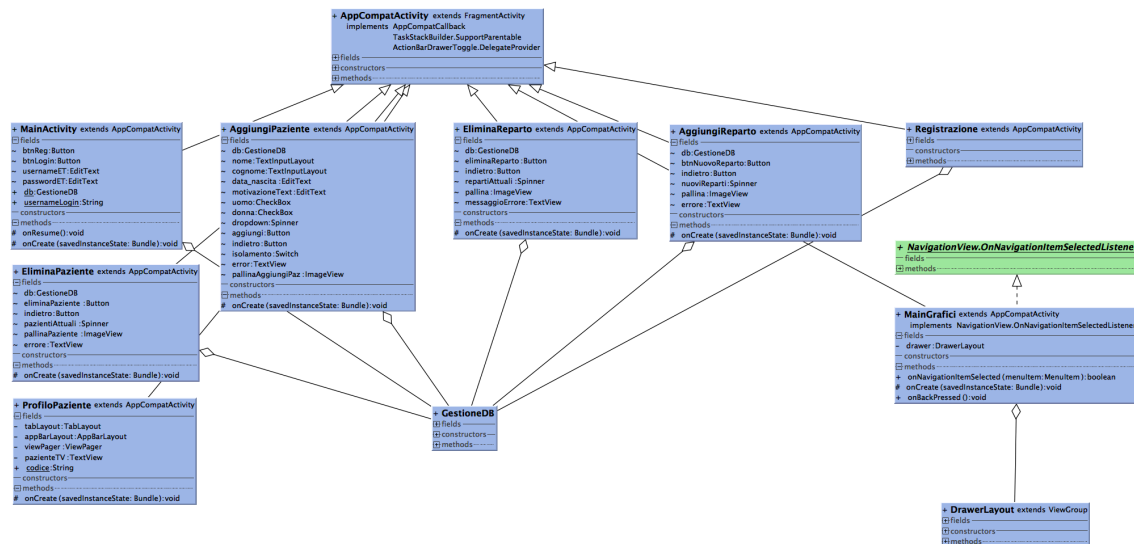 + AppCompatActivity extends FragmentActivity
implements AppCompatCallback
TaskStackBuilder.SupportParentable
ActionBarDrawerToggle.DelegateProvider
fields
constructors
methods
+ MainActivity extends AppCompatActivity
fields
~ btnReg:Button
~ btnLogin:Button
~ usernameET:EditText
~ passwordET:EditText
+ db:GestioneDB
+ usernameLogin:String
constructors
methods
# onResume():void
# onCreate(savedInstanceState: Bundle):void
+ AggiungiPaziente extends AppCompatActivity
fields
~ db:GestioneDB
~ nome:TextInputLayout
~ cognome:TextInputLayout
~ data_nascita:EditText
~ motivazioneText:EditText
~ uomo:CheckBox
~ donna:CheckBox
~ dropdown:Spinner
~ aggiungi:Button
~ indietro:Button
~ isolamento:Switch
~ error:TextView
~ pallinaAggiungiPaz:ImageView
constructors
methods
# onCreate(savedInstanceState: Bundle):void
+ EliminaReparto extends AppCompatActivity
fields
~ db:GestioneDB
~ eliminaReparto:Button
~ indietro:Button
~ repartiAttuali:Spinner
~ pallina:ImageView
~ messaggioErrore:TextView
constructors
methods
# onCreate(savedInstanceState: Bundle):void
+ AggiungiReparto extends AppCompatActivity
fields
~ db:GestioneDB
~ btnNuovoReparto:Button
~ indietro:Button
~ nuoviReparti:Spinner
~ pallina:ImageView
~ errore:TextView
constructors
methods
# onCreate(savedInstanceState: Bundle):void
+ Registrazione extends AppCompatActivity
fields
constructors
methods
+ NavigationView.OnNavigationItemSelectedListene
fields
methods
+ EliminaPaziente extends AppCompatActivity
fields
~ db:GestioneDB
~ eliminaPaziente:Button
~ indietro:Button
~ pazientiAttuali:Spinner
~ pallinaPaziente:ImageView
~ errore:TextView
constructors
methods
# onCreate(savedInstanceState: Bundle):void
+ MainGrafici extends AppCompatActivity
implements NavigationView.OnNavigationItemSelectedListene
fields
- drawer:DrawerLayout
constructors
methods
+ onNavigationItemSelected(menuItem:MenuItem):boolean
# onCreate(savedInstanceState: Bundle):void
+ onBackPressed():void
+ ProfiloPaziente extends AppCompatActivity
fields
- tabLayout:TabLayout
- appBarLayout:AppBarLayout
- viewPager:ViewPager
- pazienteTV:TextView
+ codice:String
constructors
methods
# onCreate(savedInstanceState: Bundle):void
+ GestioneDB
fields
constructors
methods
+ DrawerLayout extends ViewGroup
fields
constructors
methods